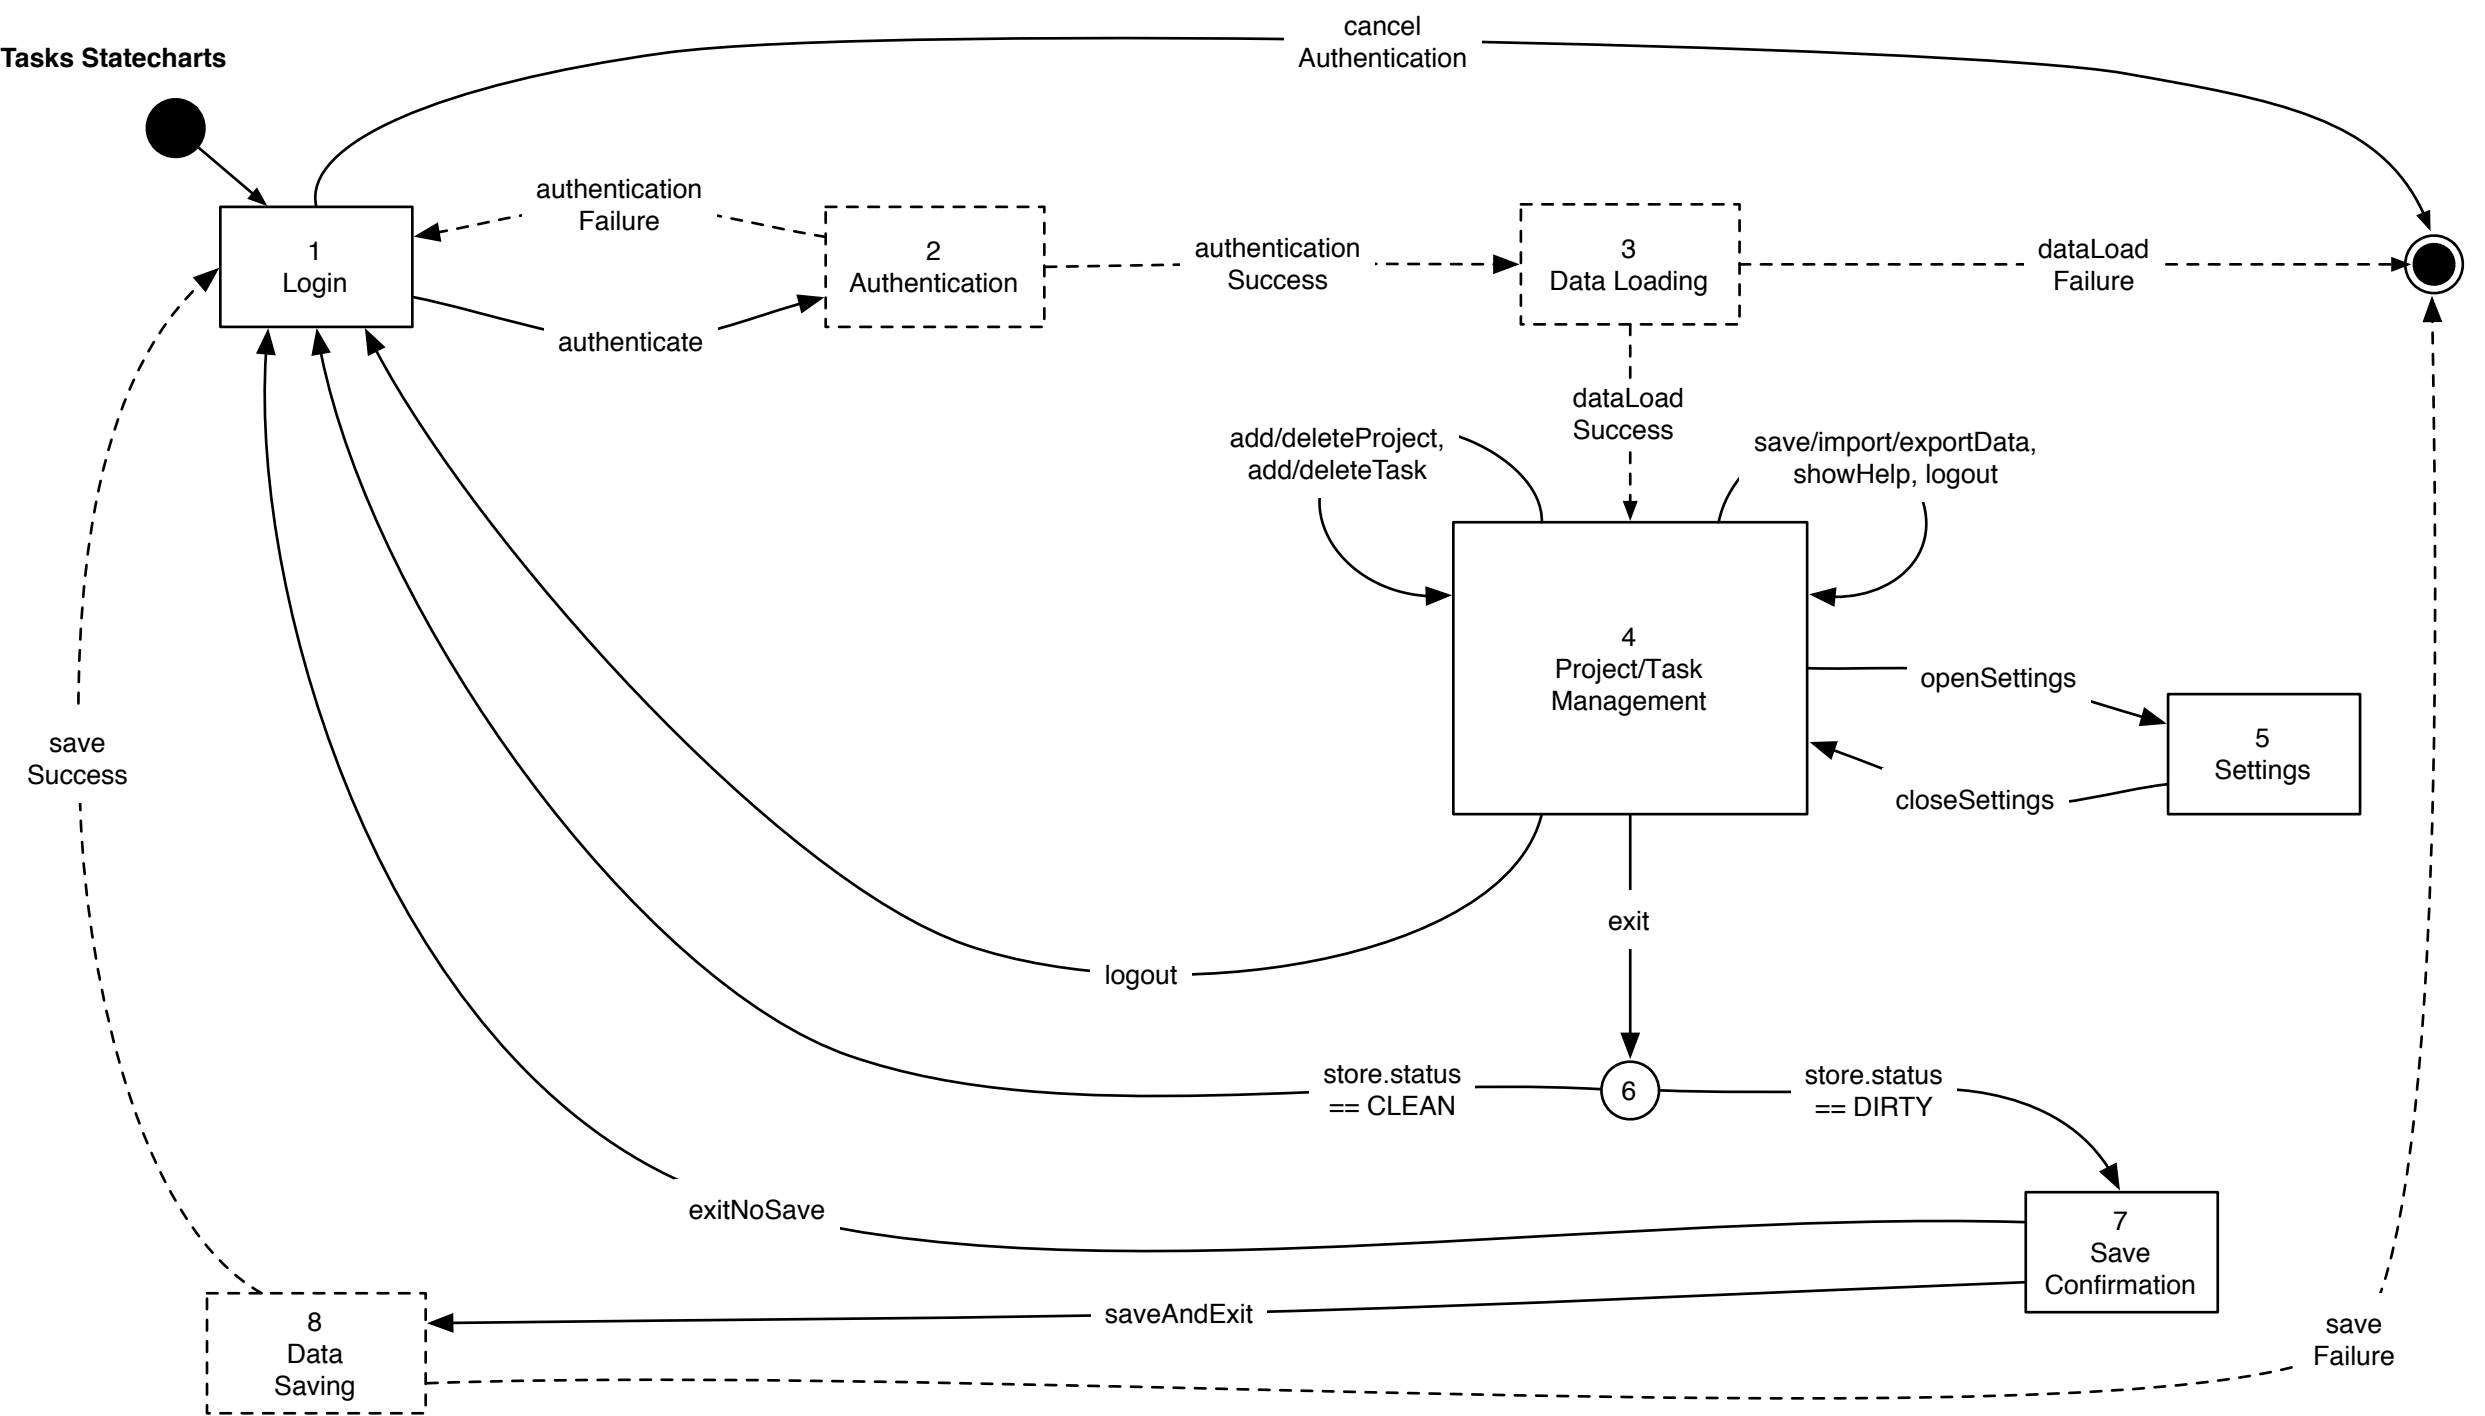 Tasks Statecharts
cancel
Authentication
authentication
Failure
1
Login
2
Authentication
authentication
Success
3
Data Loading
dataLoad
Failure
authenticate
dataLoad
Success
add/deleteProject,
add/deleteTask
save/import/exportData,
showHelp, logout
4
Project/Task
Management
openSettings
5
Settings
closeSettings
save
Success
exit
logout
store.status
== CLEAN
6
store.status
== DIRTY
exitNoSave
7
Save
Confirmation
saveAndExit
8
Data
Saving
save
Failure